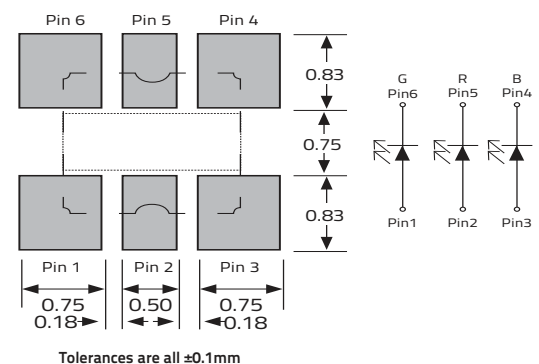 Pin 6 Pin 5 Pin 4
0.83
0.75
0.83
Pin 1 Pin 2 Pin 3
0.75 0.50 0.75
0.18 0.18
Tolerances are all ±0.1mm
G R B
Pin6 Pin5 Pin4
Pin1 Pin2 Pin3